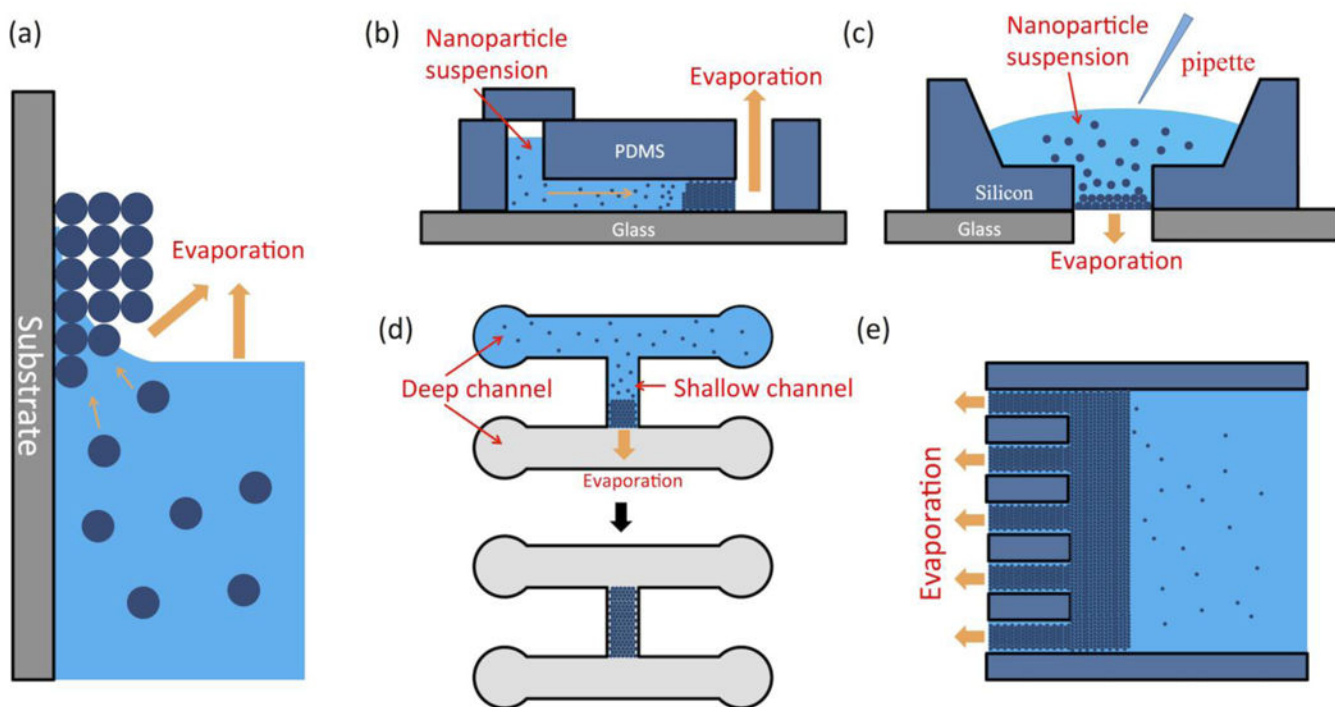 (a)
Substrate
Evaporation
(b)
Nanoparticle
suspension
Evaporation
PDMS
Glass
(c)
Nanoparticle
suspension
pipette
Silicon
Glass
Evaporation
(d)
Deep channel
Shallow channel
Evaporation
(e)
Evaporation